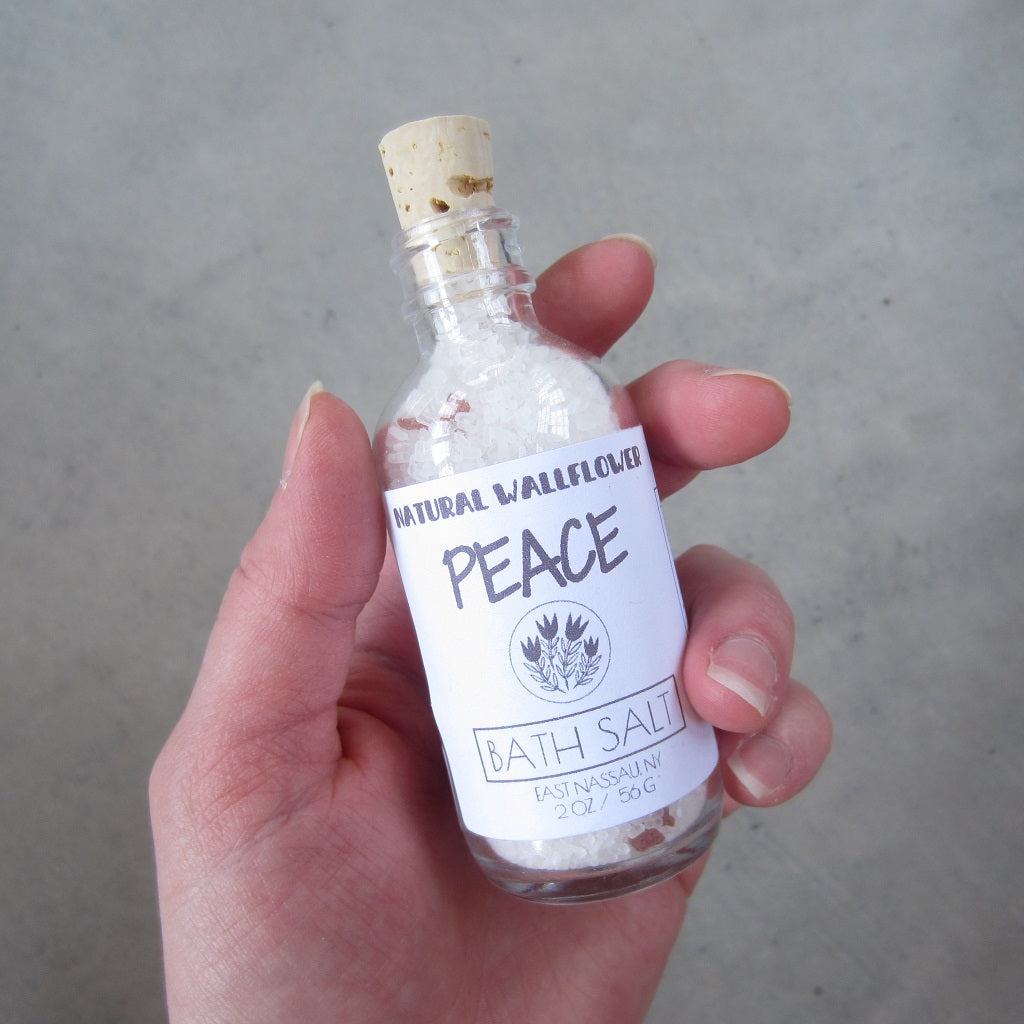 NATURAL WALLFLOWER
PEACE
BATH SALT
EAST NASSAU, NY
2 OZ / 56 G